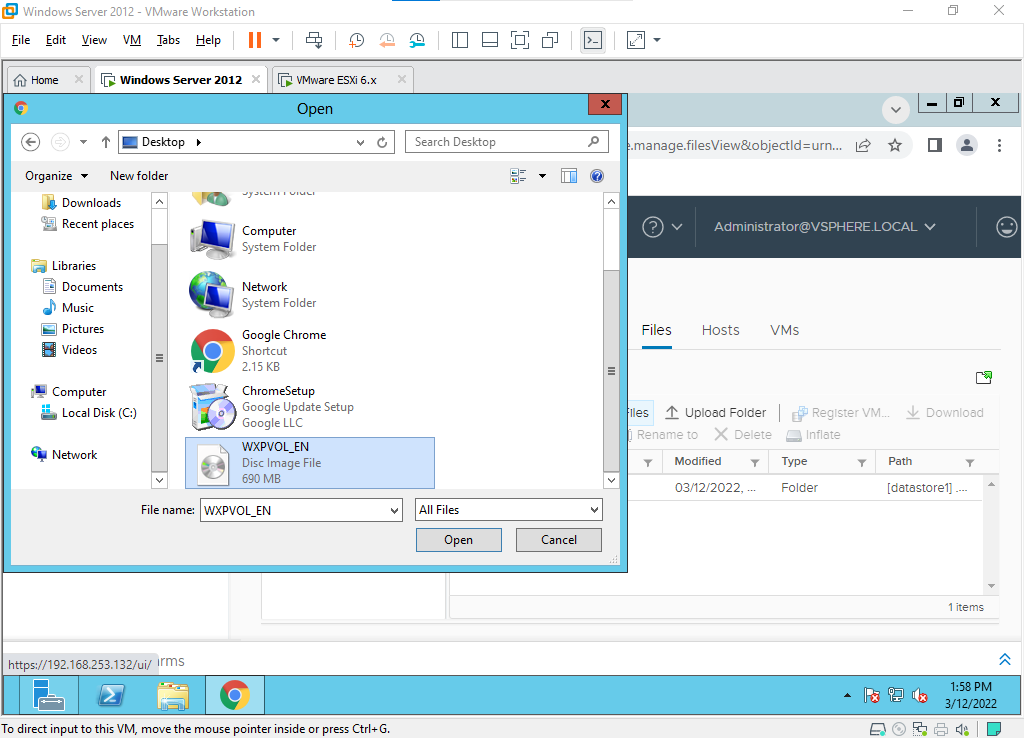 Windows Server 2012 - VMware Workstation
File Edit View VM Tabs Help
Home
Windows Server 2012
VMware ESXi 6.x
Open
Desktop
Search Desktop
e.manage.filesView&objectId=urn...
Organize
New folder
Downloads
Recent places
Libraries
Documents
Music
Pictures
Videos
Computer
Local Disk (C:)
Network
System Folder
Computer
System Folder
Network
System Folder
Google Chrome
Shortcut
2.15 KB
ChromeSetup
Google Update Setup
Google LLC
WXPVOL_EN
Disc Image File
690 MB
File name: WXPVOL_EN
All Files
Open
Cancel
Administrator@VSPHERE.LOCAL
Files Hosts VMs
iles Upload Folder Register VM... Download
Rename to Delete Inflate
Modified Type Path
03/12/2022, ... Folder [datastore1] ....
1 items
https://192.168.253.132/ui/ arms
1:58 PM
3/12/2022
To direct input to this VM, move the mouse pointer inside or press Ctrl+G.